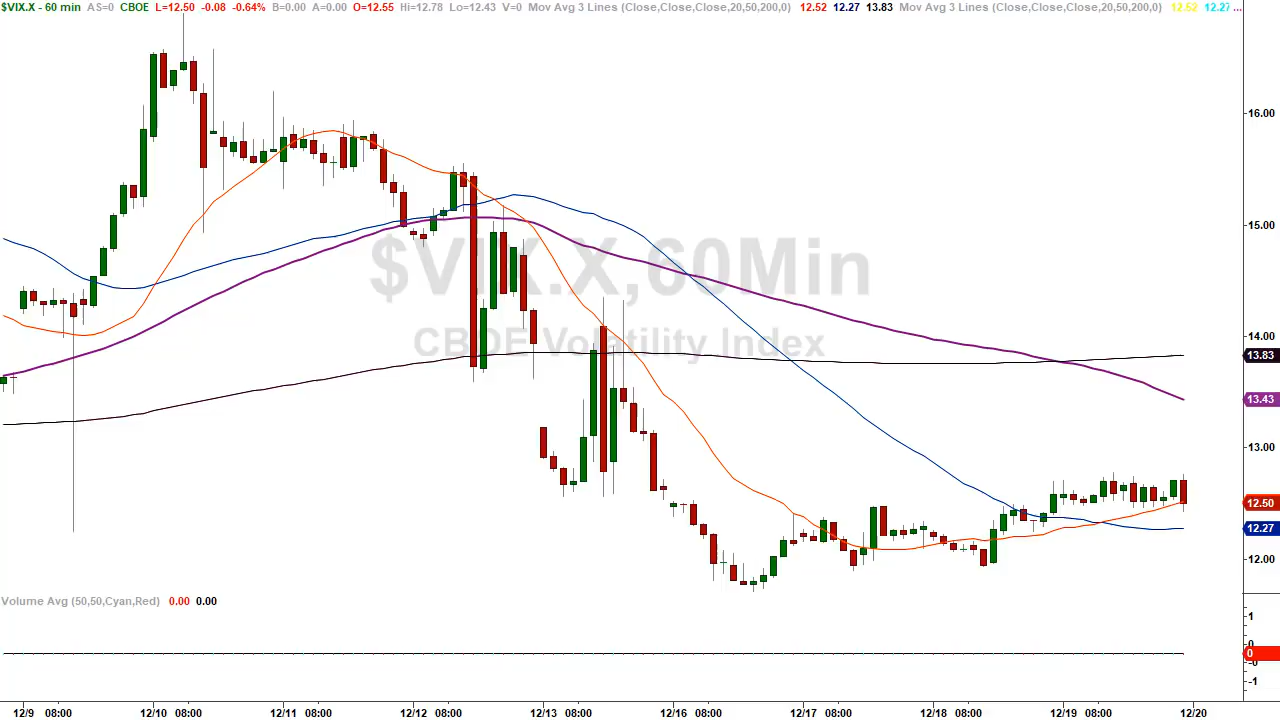 $VIX.X - 60 min AS=0 CBOE L=12.50 -0.08 -0.64% B=0.00 A=0.00 O=12.55 Hi=12.78 Lo=12.43 V=0 Mov Avg 3 Lines (Close,Close,Close,20,50,200,0) 12.52 12.27 13.83 Mov Avg 3 Lines (Close,Close,Close,20,50,200,0) 12.52 12.27 ...
16.00
15.00
$VIX.X,60Min
CBOE Volatility Index
14.00
13.83
13.43
13.00
12.50
12.27
12.00
Volume Avg (50,50,Cyan,Red) 0.00 0.00
1
0
0
-0
-1
12/9 08:00 12/10 08:00 12/11 08:00 12/12 08:00 12/13 08:00 12/16 08:00 12/17 08:00 12/18 08:00 12/19 08:00 12/20